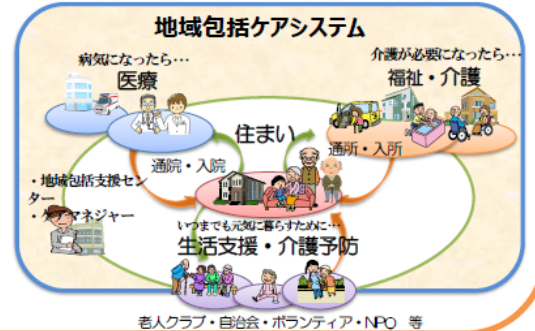 地域包括ケアシステム
病気になったら…
医療
介護が必要になったら…
福祉・介護
住まい
通院・入院
通所・入所
・地域包括支援セン
ター
・ケアマネジャー
いつまでも元気に暮らすために…
生活支援・介護予防
老人クラブ・自治会・ボランティア・NPO 等